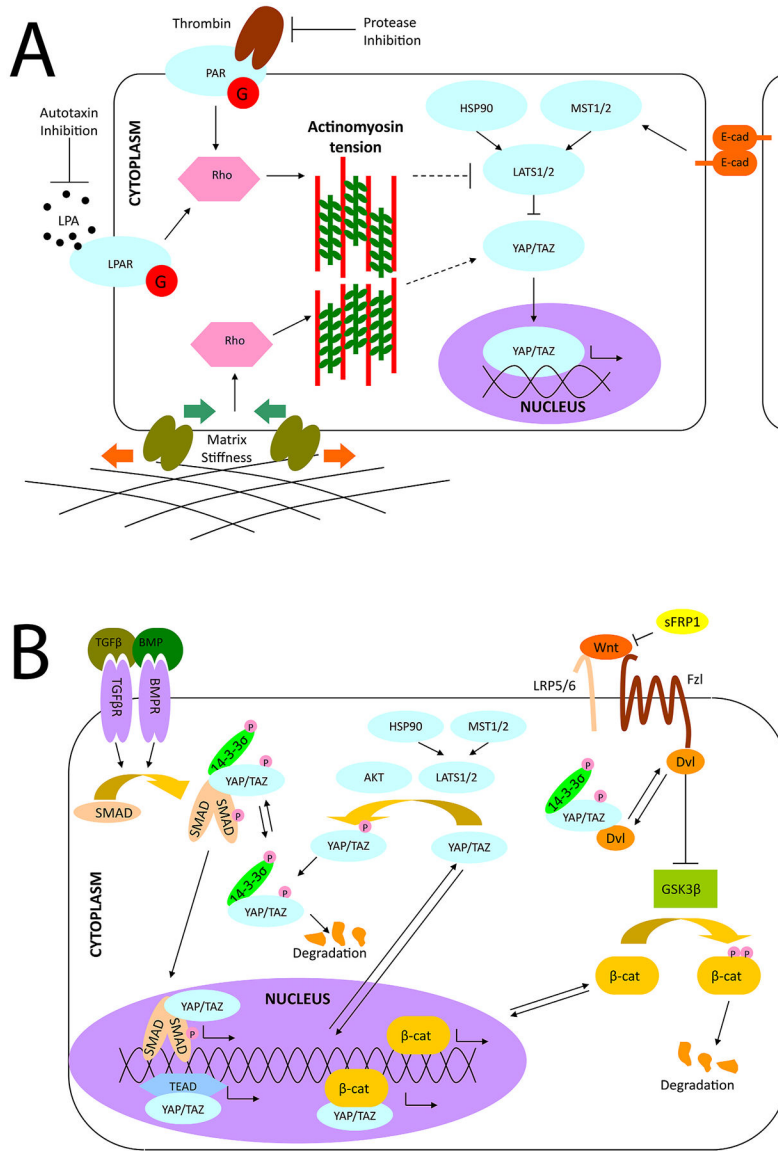 A
Thrombin
Protease
Inhibition
PAR
G
Autotaxin
Inhibition
CYTOPLASM
HSP90
MST1/2
E-cad
E-cad
Actinomyosin
tension
Rho
LATS1/2
LPA
LPAR
G
YAP/TAZ
Rho
YAP/TAZ
NUCLEUS
Matrix
Stiffness
B
TGFβ
BMP
sFRP1
Wnt
LRP5/6
Fzl
TGFβR
BMPR
P
14-3-3σ
P
YAP/TAZ
HSP90
MST1/2
AKT
LATS1/2
Dvl
P
14-3-3σ
P
YAP/TAZ
Dvl
SMAD
SMAD
SMAD
P
P
YAP/TAZ
YAP/TAZ
P
14-3-3σ
P
YAP/TAZ
GSK3β
CYTOPLASM
Degradation
P
P
β-cat
β-cat
NUCLEUS
YAP/TAZ
SMAD
SMAD
P
β-cat
TEAD
YAP/TAZ
β-cat
YAP/TAZ
Degradation